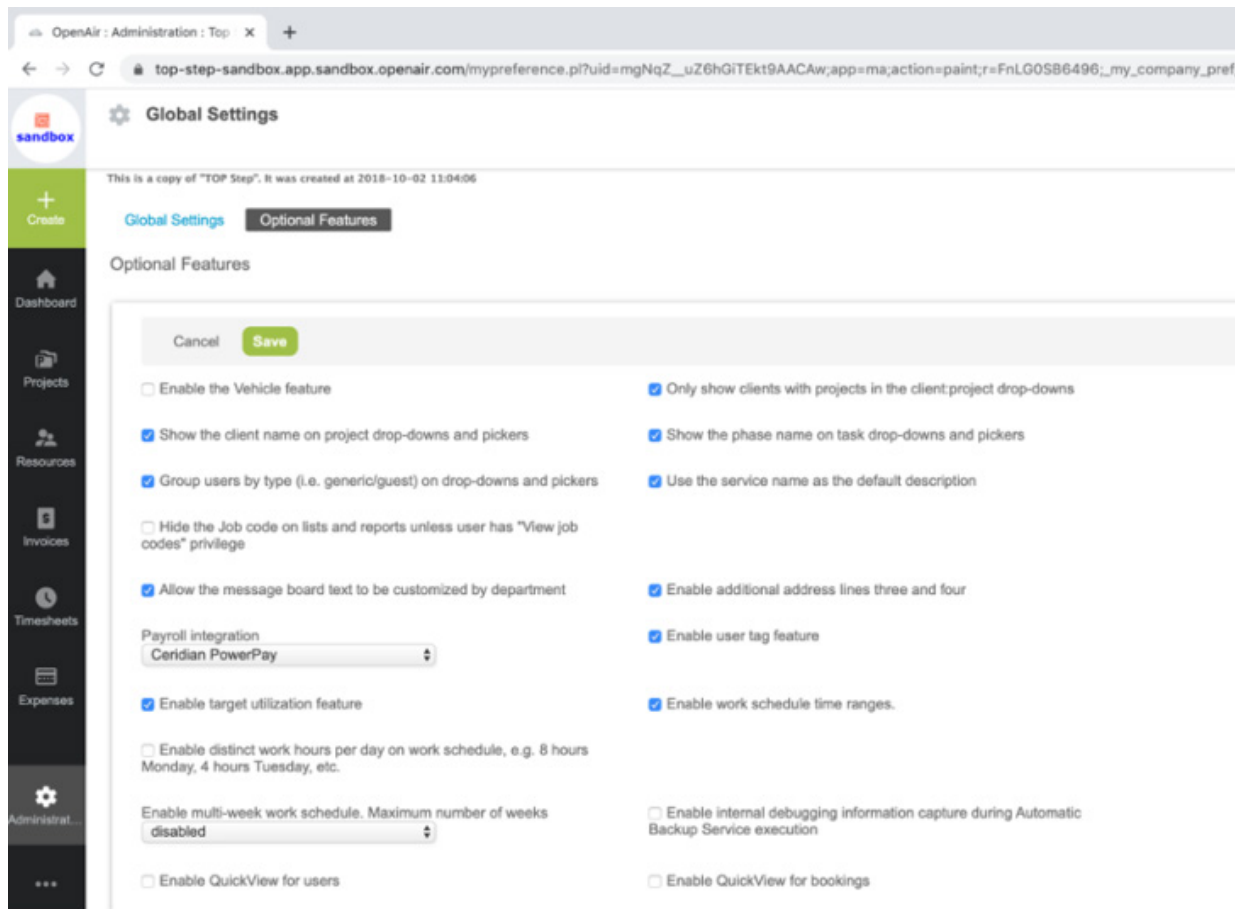 OpenAir : Administration : Top
top-step-sandbox.app.sandbox.openair.com/mypreference.pl?uid=mgNqZ__uZ6hGiTEkt9AACAw;app=ma;action=paint;r=FnLG0SB6496;_my_company_pref
sandbox
Global Settings
This is a copy of "TOP Step". It was created at 2018-10-02 11:04:06
Create
Global Settings
Optional Features
Optional Features
Dashboard
Cancel
Save
Projects
Enable the Vehicle feature
Only show clients with projects in the client:project drop-downs
Show the client name on project drop-downs and pickers
Show the phase name on task drop-downs and pickers
Resources
Group users by type (i.e. generic/guest) on drop-downs and pickers
Use the service name as the default description
Hide the Job code on lists and reports unless user has "View job
codes" privilege
Invoices
Allow the message board text to be customized by department
Enable additional address lines three and four
Timesheets
Payroll integration
Ceridian PowerPay
Enable user tag feature
Expenses
Enable target utilization feature
Enable work schedule time ranges.
Enable distinct work hours per day on work schedule, e.g. 8 hours
Monday, 4 hours Tuesday, etc.
Administrat...
Enable multi-week work schedule. Maximum number of weeks
disabled
Enable internal debugging information capture during Automatic
Backup Service execution
Enable QuickView for users
Enable QuickView for bookings